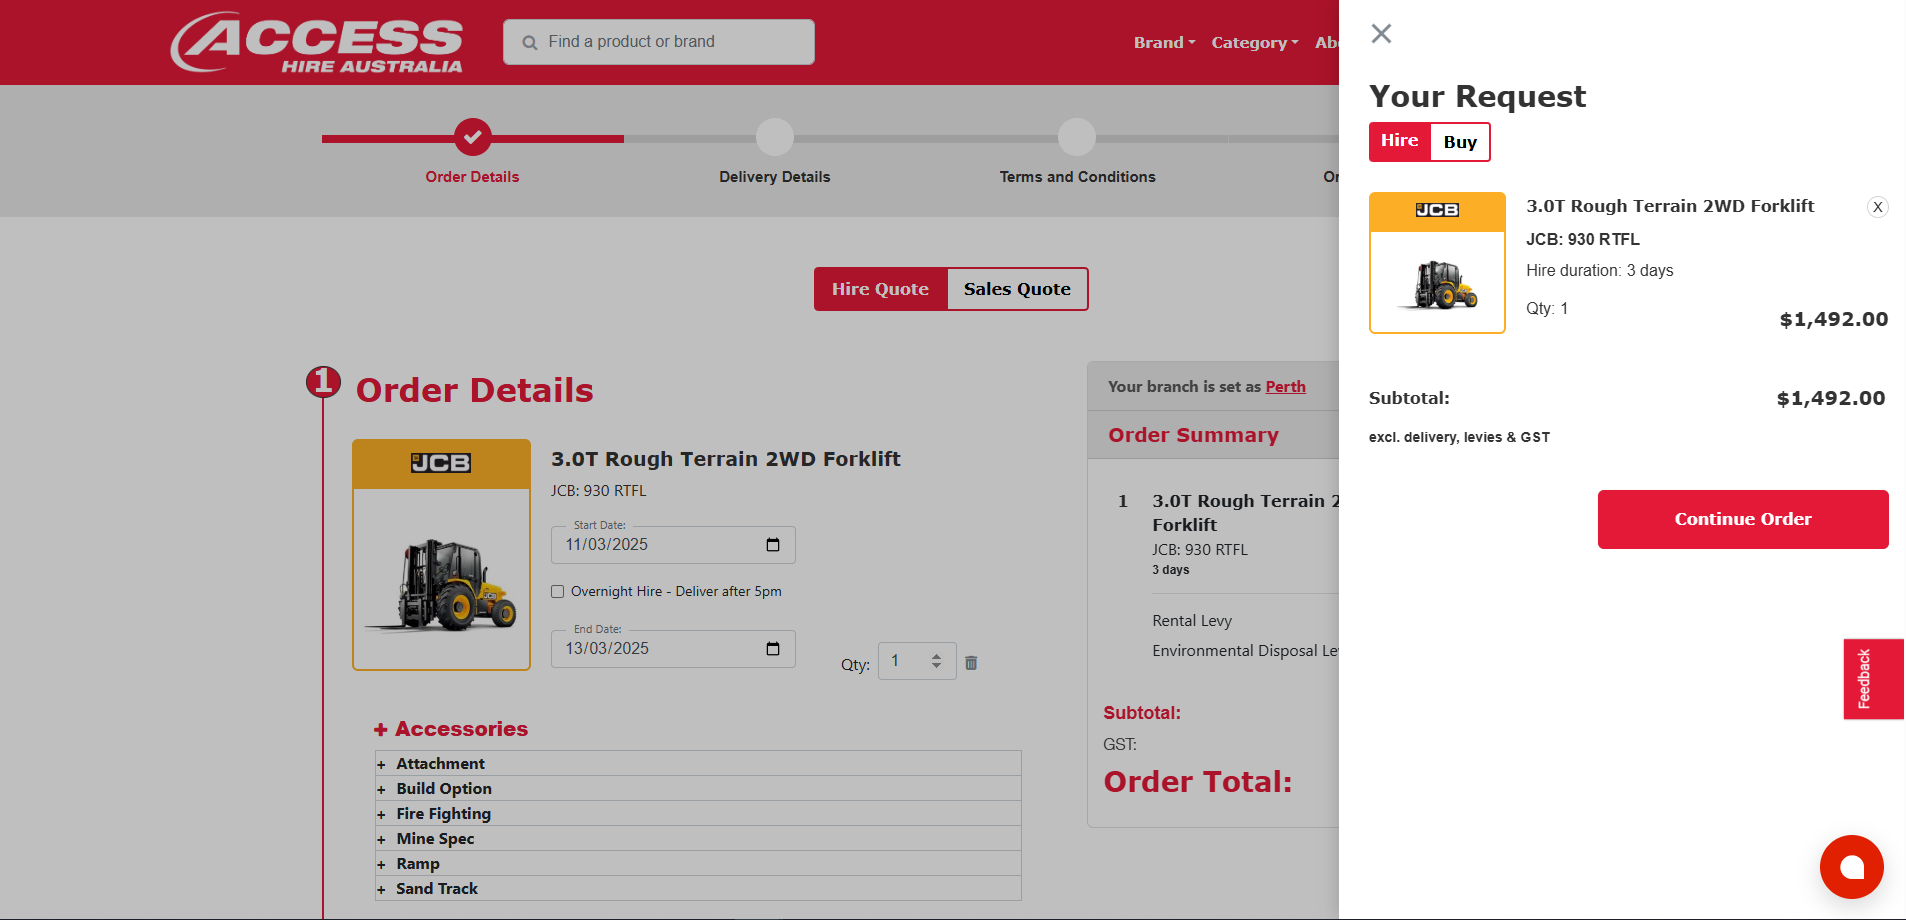 ACCESS
HIRE AUSTRALIA
Find a product or brand
Brand
Category
Abo
Order Details
Delivery Details
Terms and Conditions
Or
Hire Quote
Sales Quote
1
Order Details
JCB
3.0T Rough Terrain 2WD Forklift
JCB: 930 RTFL
Start Date:
11/03/2025
Overnight Hire - Deliver after 5pm
End Date:
13/03/2025
Qty:
1
JCB
+ Accessories
+ Attachment
+ Build Option
+ Fire Fighting
+ Mine Spec
+ Ramp
+ Sand Track
Your branch is set as Perth
Order Summary
1
3.0T Rough Terrain 2
Forklift
JCB: 930 RTFL
3 days
Rental Levy
Environmental Disposal Le
Subtotal:
GST:
Order Total:
Your Request
Hire
Buy
JCB
3.0T Rough Terrain 2WD Forklift
X
JCB: 930 RTFL
Hire duration: 3 days
Qty: 1
$1,492.00
Subtotal:
$1,492.00
excl. delivery, levies & GST
Continue Order
Feedback